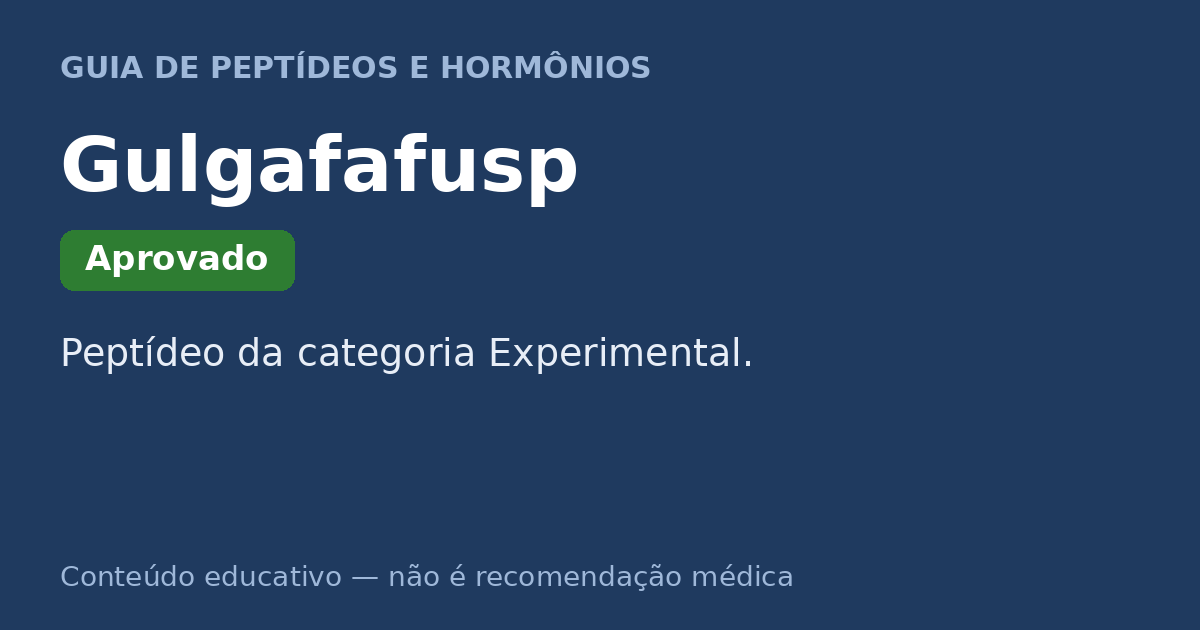 GUIA DE PEPTÍDEOS E HORMÔNIOS
Gulgafafusp
Aprovado
Peptídeo da categoria Experimental.
Conteúdo educativo — não é recomendação médica